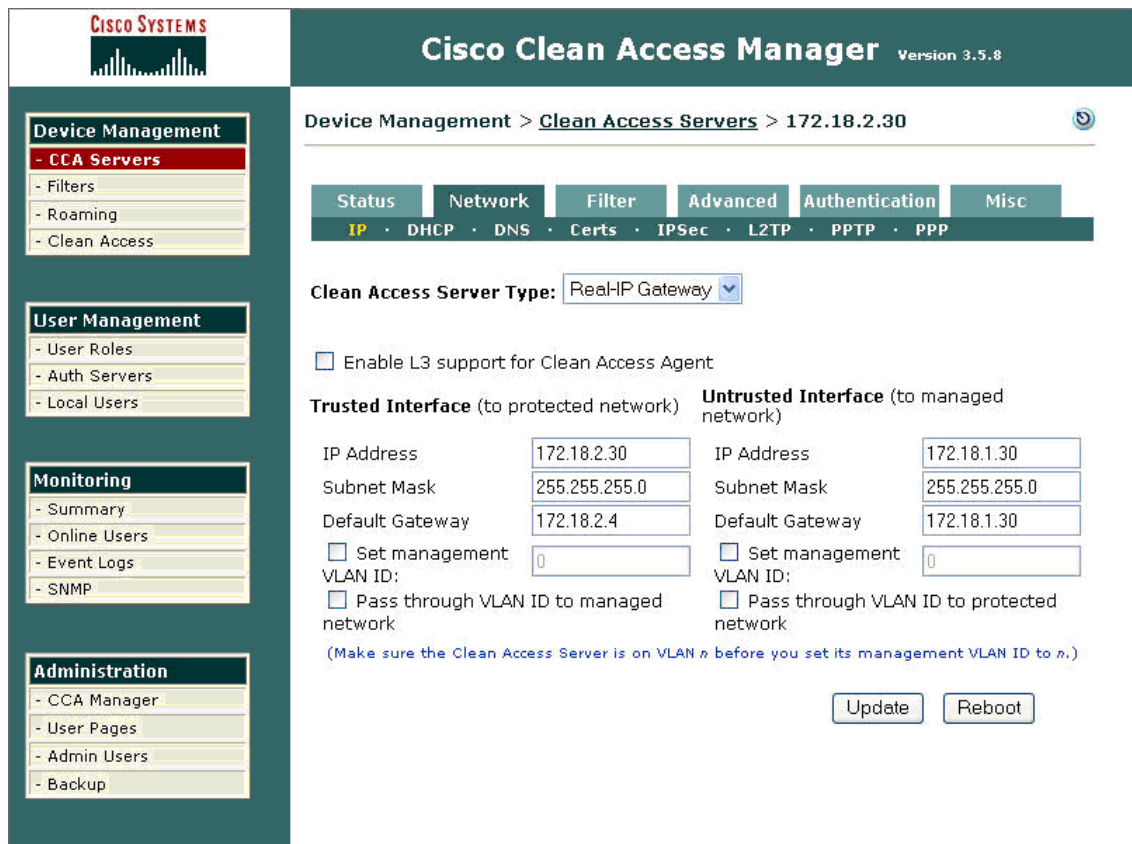 CISCO SYSTEMS
Cisco Clean Access Manager Version 3.5.8
Device Management
- CCA Servers
- Filters
- Roaming
- Clean Access
User Management
- User Roles
- Auth Servers
- Local Users
Monitoring
- Summary
- Online Users
- Event Logs
- SNMP
Administration
- CCA Manager
- User Pages
- Admin Users
- Backup
Device Management > Clean Access Servers > 172.18.2.30
Status Network Filter Advanced Authentication Misc
IP · DHCP · DNS · Certs · IPSec · L2TP · PPTP · PPP
Clean Access Server Type: Real-IP Gateway
Enable L3 support for Clean Access Agent
Trusted Interface (to protected network)
IP Address 172.18.2.30
Subnet Mask 255.255.255.0
Default Gateway 172.18.2.4
Set management
VLAN ID: 0
Pass through VLAN ID to managed
network
Untrusted Interface (to managed
network)
IP Address 172.18.1.30
Subnet Mask 255.255.255.0
Default Gateway 172.18.1.30
Set management
VLAN ID: 0
Pass through VLAN ID to protected
network
(Make sure the Clean Access Server is on VLAN n before you set its management VLAN ID to n.)
Update Reboot